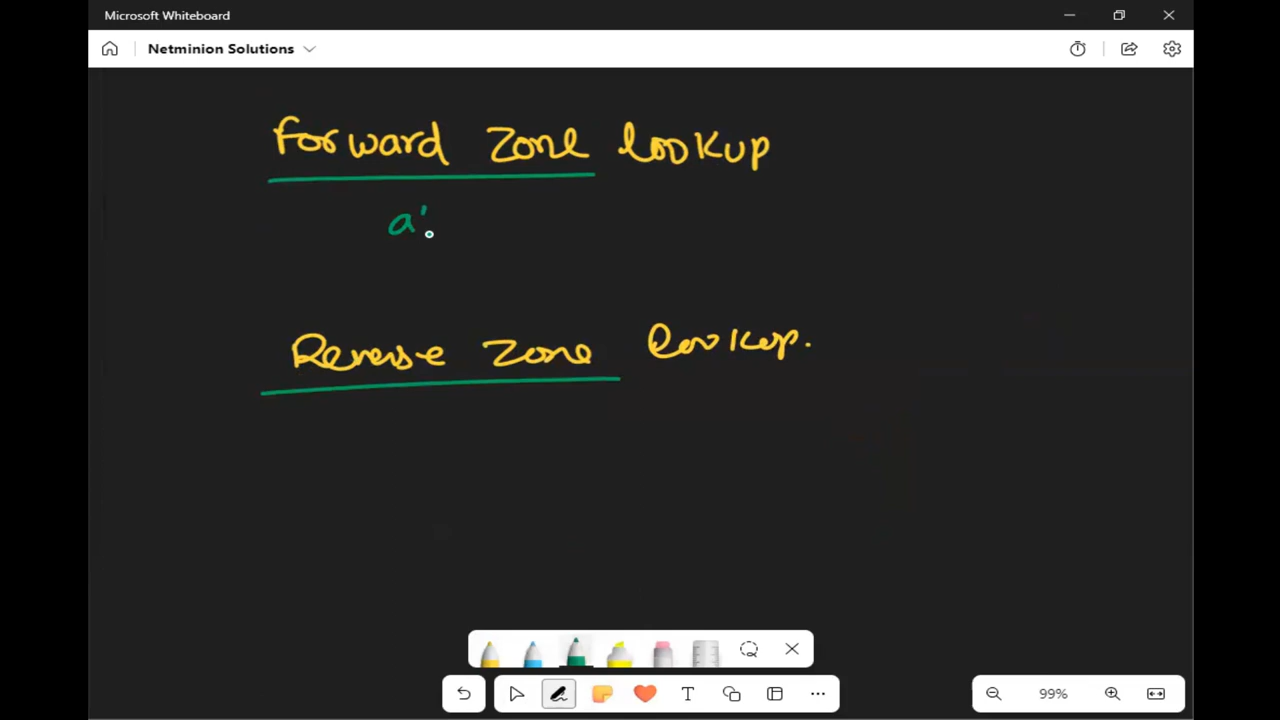 Microsoft Whiteboard
Netminion Solutions
Forward Zone lookup
a'
Reverse Zone lookup.
99%